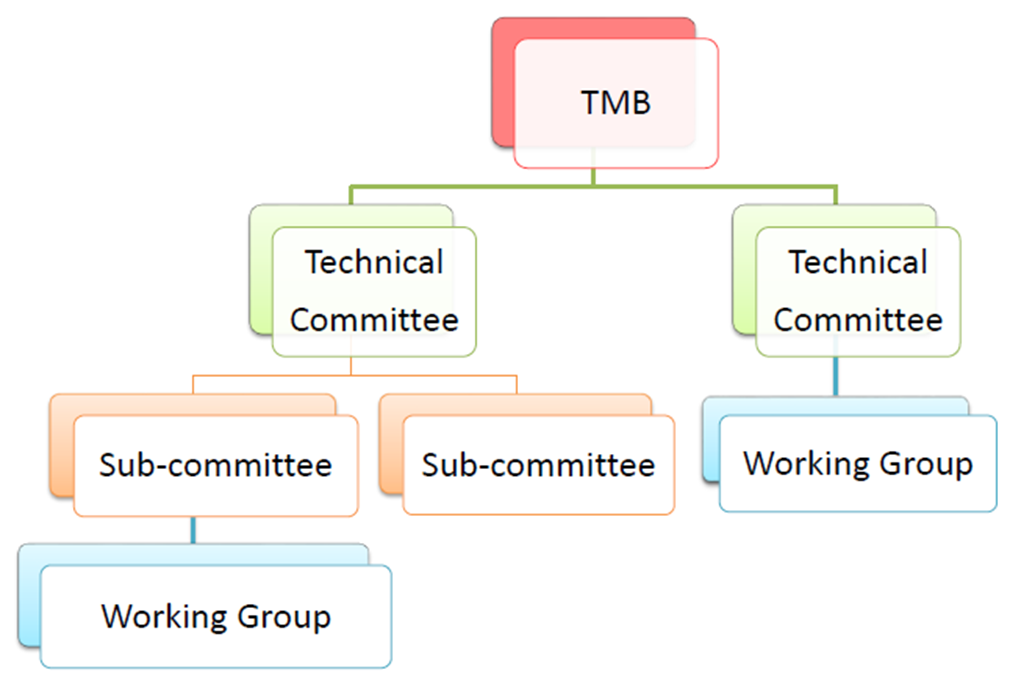 TMB
Technical
Committee
Technical
Committee
Sub-committee
Sub-committee
Working Group
Working Group